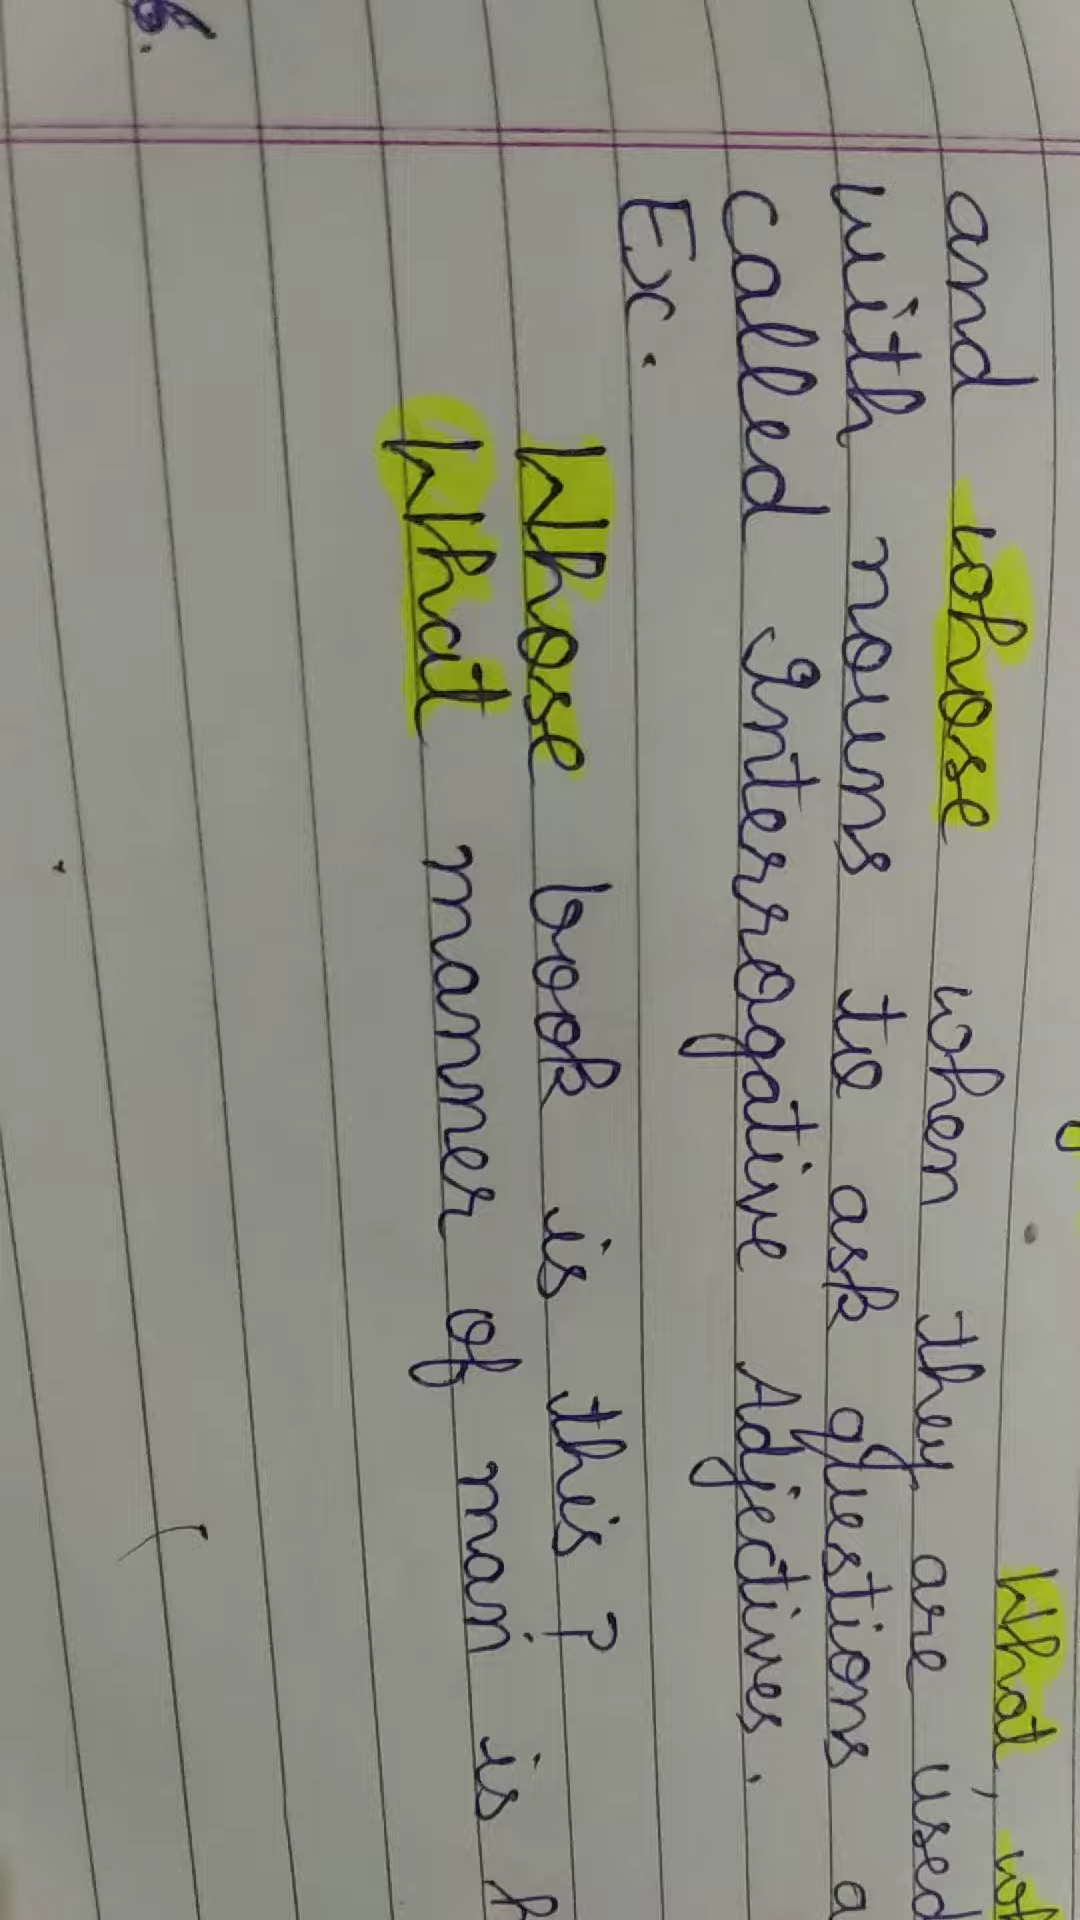 What,
and whose when they are used
with nouns to ask questions
called Interrogative Adjectives.
Ex.
Whose book is this?
What manner of man is